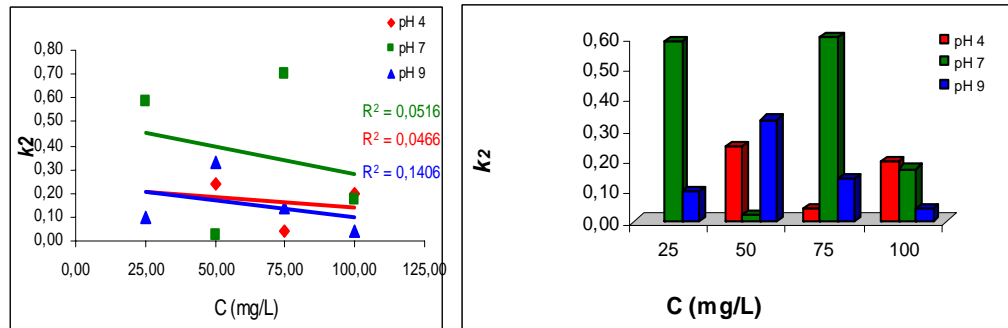 pH 4
pH 7
pH 9
0,80
0,70
0,60
0,50
0,40
0,30
0,20
0,10
0,00
k2
R² = 0,0516
R² = 0,0466
R² = 0,1406
0,00 25,00 50,00 75,00 100,00 125,00
C (mg/L)
pH 4
pH 7
pH 9
0,60
0,50
0,40
0,30
0,20
0,10
0,00
k2
25 50 75 100
C (mg/L)